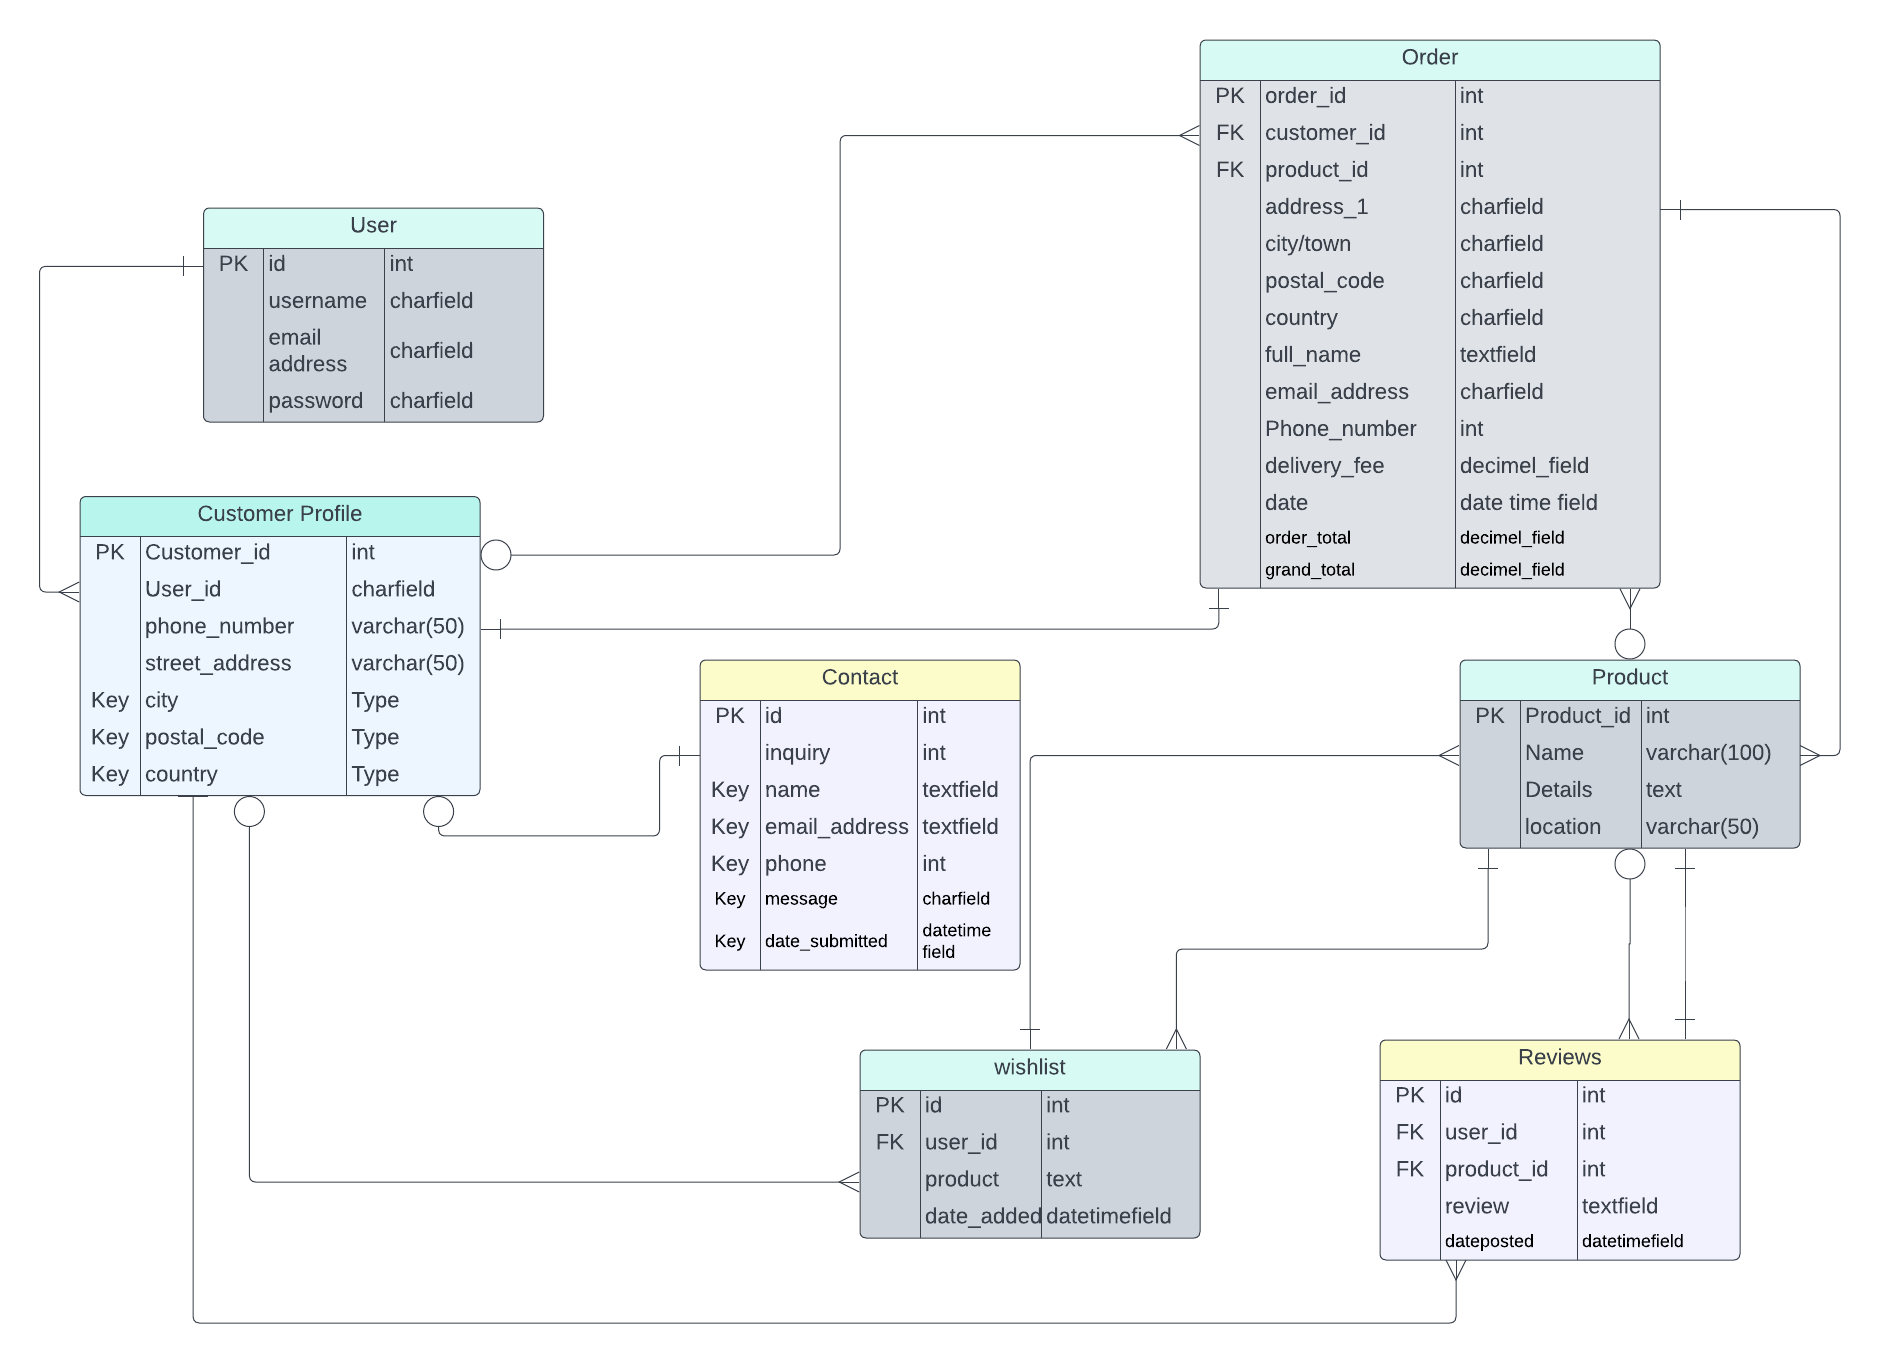 Order
PK order_id int
FK customer_id int
FK product_id int
address_1 charfield
city/town charfield
postal_code charfield
country charfield
full_name textfield
email_address charfield
Phone_number int
delivery_fee decimel_field
date date time field
order_total decimel_field
grand_total decimel_field
User
PK id int
username charfield
email
address charfield
password charfield
Customer Profile
PK Customer_id int
User_id charfield
phone_number varchar(50)
street_address varchar(50)
Key city Type
Key postal_code Type
Key country Type
Contact
PK id int
inquiry int
Key name textfield
Key email_address textfield
Key phone int
Key message charfield
Key date_submitted datetime
field
Product
PK Product_id int
Name varchar(100)
Details text
location varchar(50)
wishlist
PK id int
FK user_id int
product text
date_added datetimefield
Reviews
PK id int
FK user_id int
FK product_id int
review textfield
dateposted datetimefield